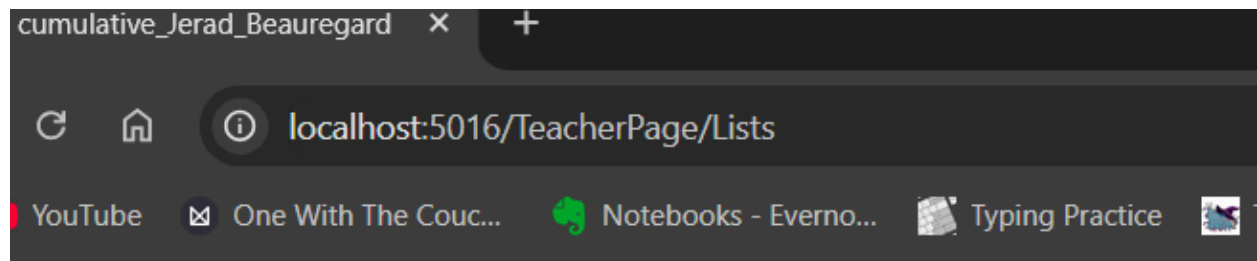 cumulative_Jerad_Beauregard
localhost:5016/TeacherPage/Lists
YouTube One With The Couc... Notebooks - Everno... Typing Practice